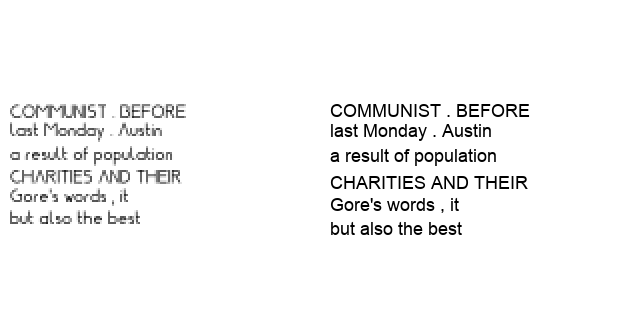 COMMUNIST . BEFORE
last Monday . Austin
a result of population
CHARITIES AND THEIR
Gore's words , it
but also the best
COMMUNIST . BEFORE
last Monday . Austin
a result of population
CHARITIES AND THEIR
Gore's words , it
but also the best